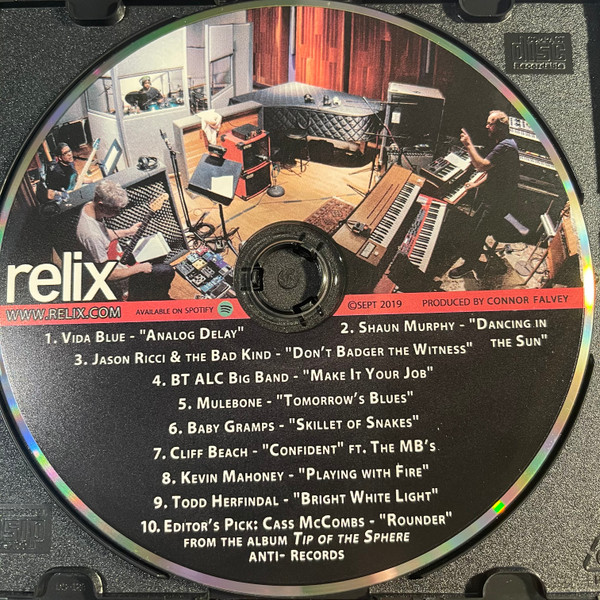 disc
Recordable
relix
WWW.RELIX.COM
AVAILABLE ON SPOTIFY
©SEPT 2019
PRODUCED BY CONNOR FALVEY
1. VIDA BLUE - "ANALOG DELAY"
2. SHAUN MURPHY - "DANCING IN
THE SUN"
3. JASON RICCI & THE BAD KIND - "DON'T BADGER THE WITNESS"
4. BT ALC BIG BAND - "MAKE IT YOUR JOB"
5. MULEBONE - "TOMORROW'S BLUES"
6. BABY GRAMPS - "SKILLET OF SNAKES"
7. CLIFF BEACH - "CONFIDENT" FT. THE MB'S
8. KEVIN MAHONEY - "PLAYING WITH FIRE"
9. TODD HERFINDAL - "BRIGHT WHITE LIGHT"
10. EDITOR'S PICK: CASS MCCOMBS - "ROUNDER"
FROM THE ALBUM TIP OF THE SPHERE
ANTI- RECORDS